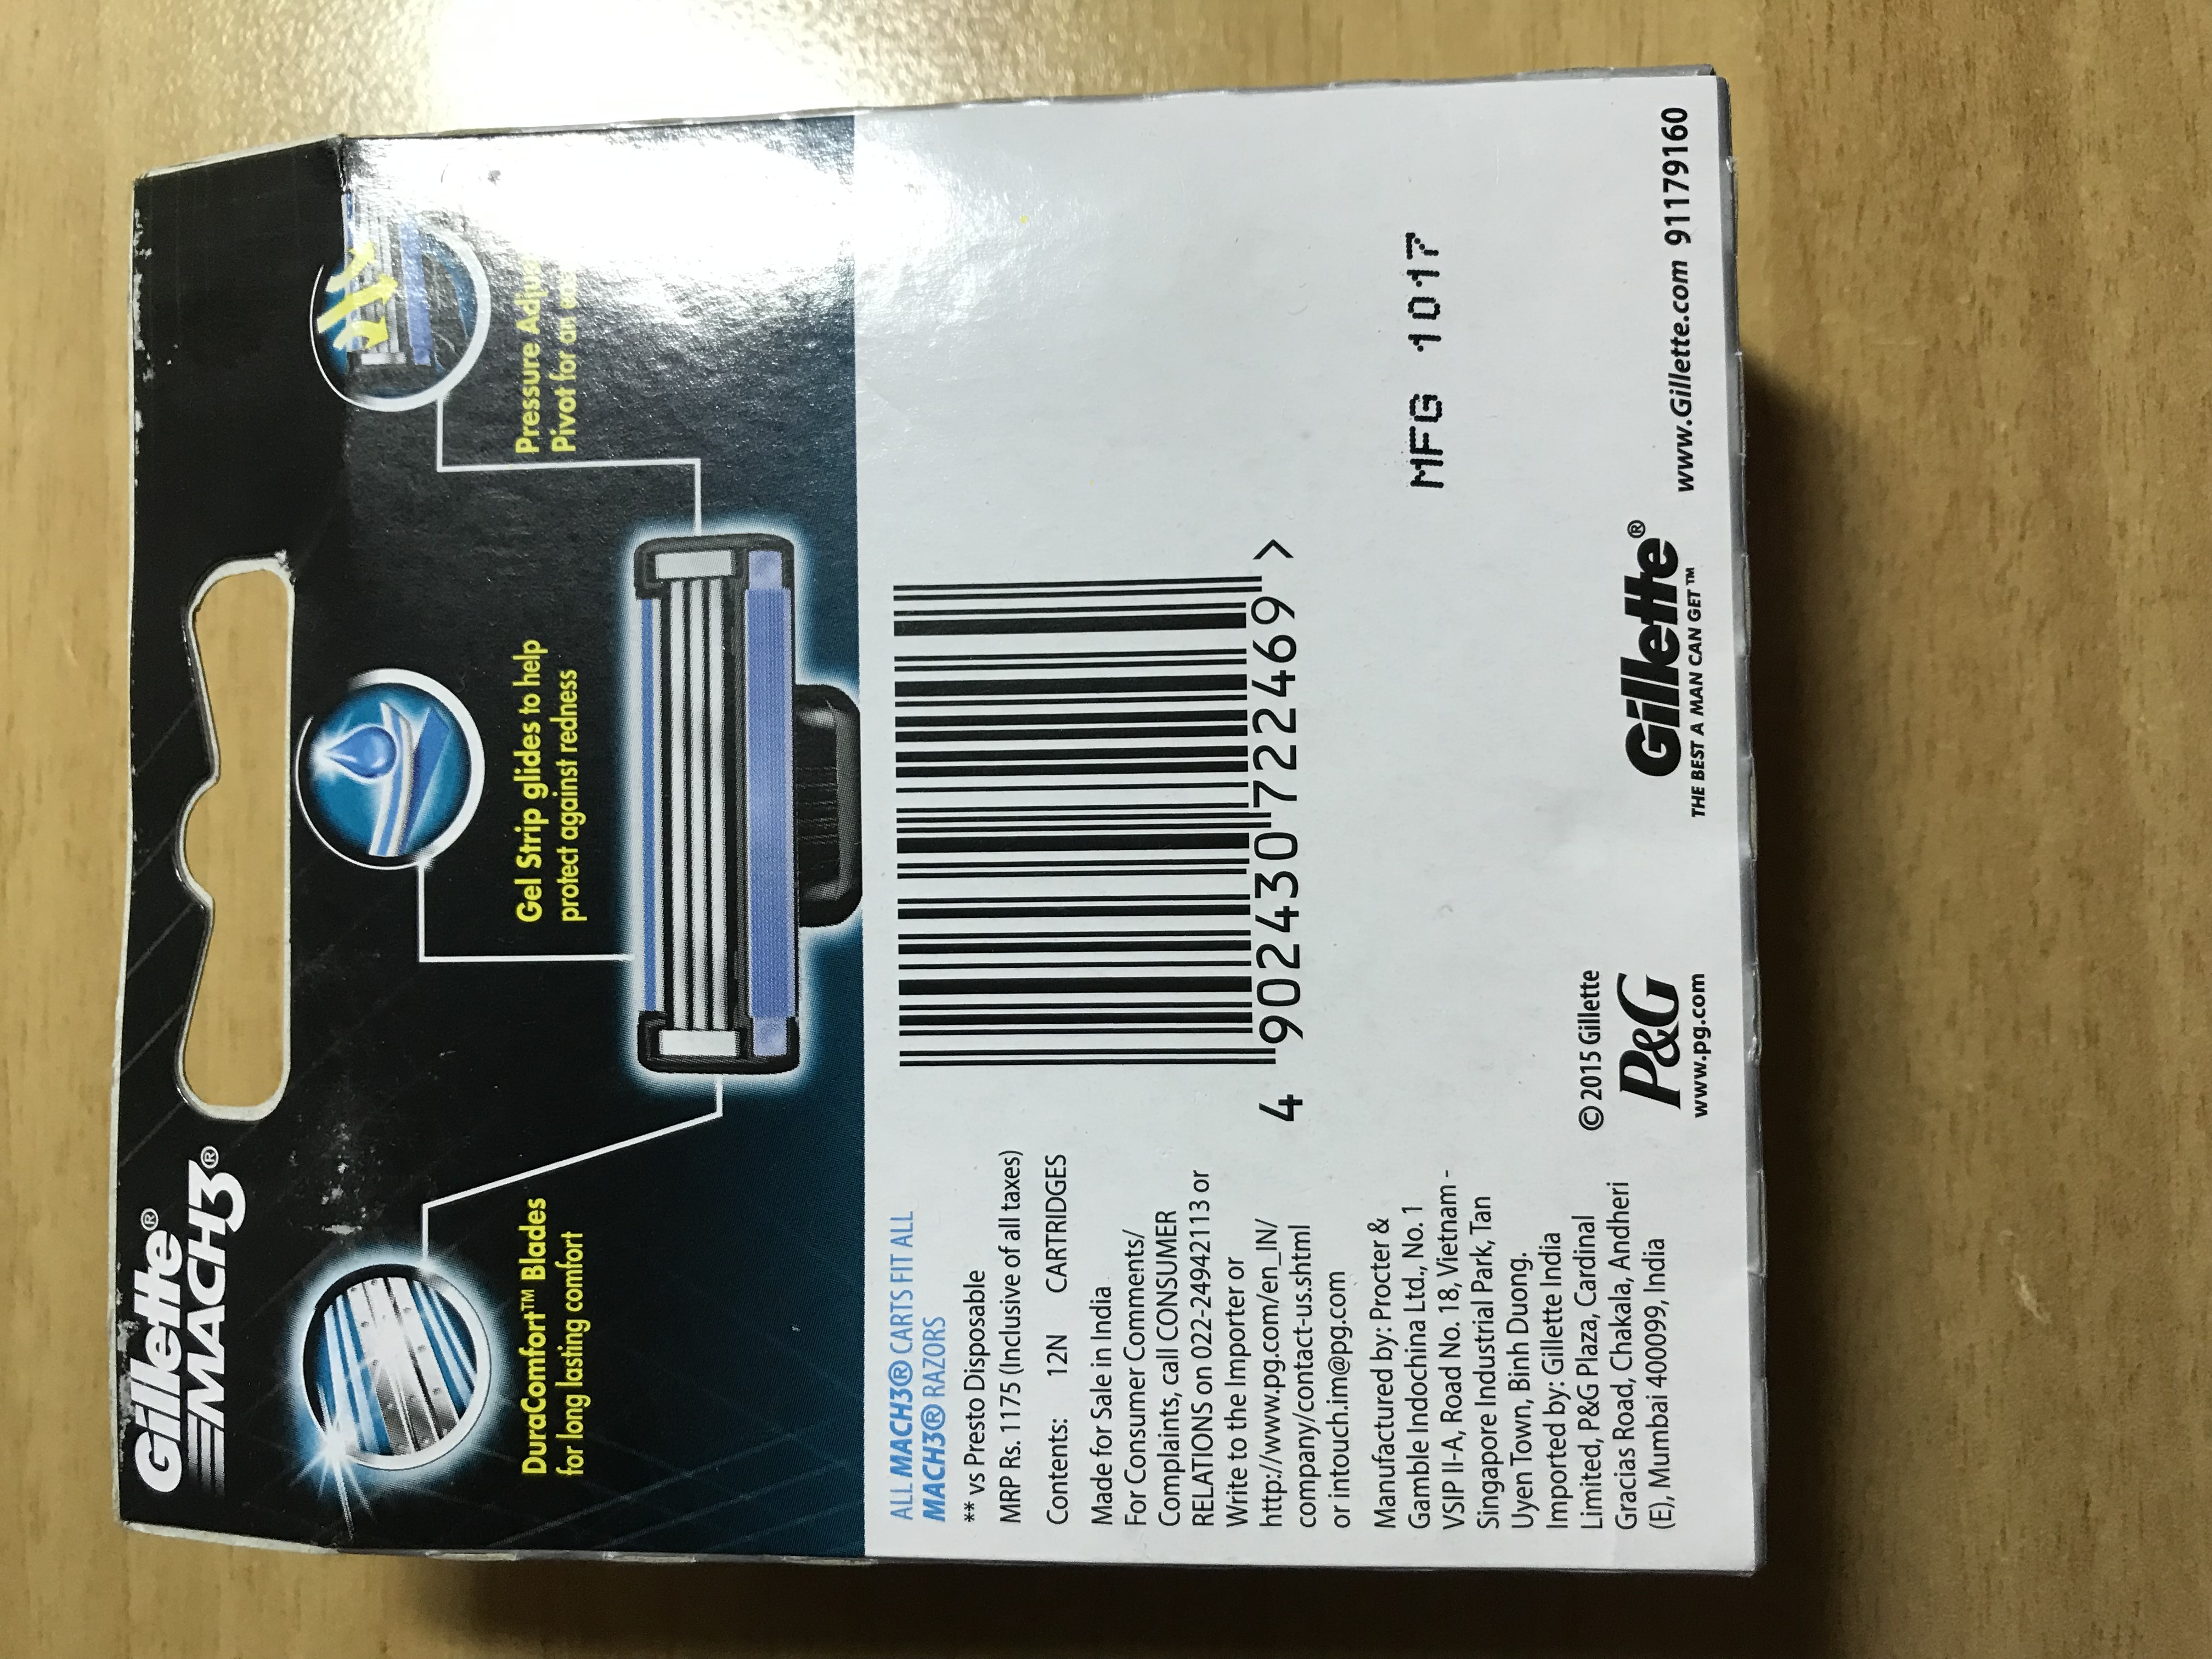 Gillette®
MACH3®
DuraComfort™ Blades
for long lasting comfort
Gel Strip glides to help
protect against redness
Pressure
Pivot for an
ALL MACH3® CARTS FIT ALL
MACH3® RAZORS
** vs Presto Disposable
MRP Rs. 1175 (Inclusive of all taxes)
Contents: 12N CARTRIDGES
Made for Sale in India
For Consumer Comments/
Complaints, call CONSUMER
RELATIONS on 022-24942113 or
Write to the Importer or
http://www.pg.com/en_IN/
company/contact-us.shtml
or intouch.im@pg.com
Manufactured by: Procter &
Gamble Indochina Ltd., No. 1
VSIP II-A, Road No. 18, Vietnam -
Singapore Industrial Park, Tan
Uyen Town, Binh Duong.
Imported by: Gillette India
Limited, P&G Plaza, Cardinal
Gracias Road, Chakala, Andheri
(E), Mumbai 400099, India
4 902430 722469 >
MFG 1017
©2015 Gillette
P&G
www.pg.com
Gillette®
THE BEST A MAN CAN GET™
www.Gillette.com 91179160